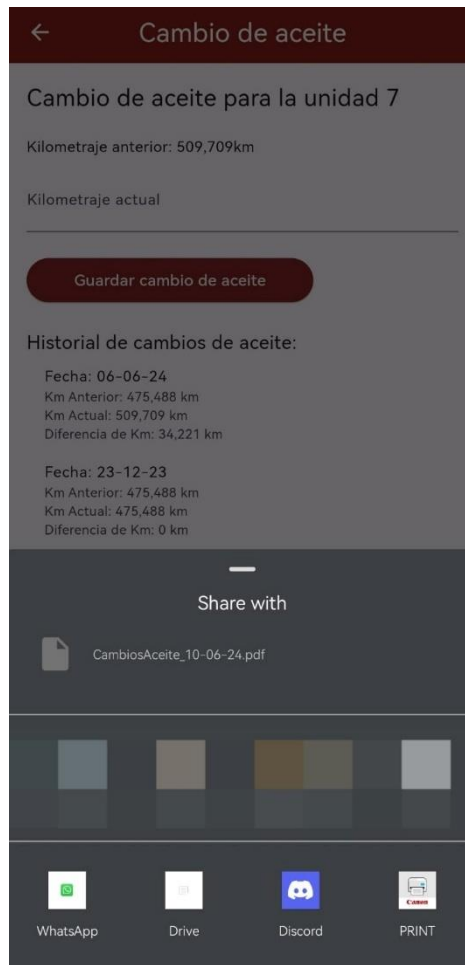 Cambio de aceite
Cambio de aceite para la unidad 7
Kilometraje anterior: 509,709km
Kilometraje actual
Guardar cambio de aceite
Historial de cambios de aceite:
Fecha: 06-06-24
Km Anterior: 475,488 km
Km Actual: 509,709 km
Diferencia de Km: 34,221 km
Fecha: 23-12-23
Km Anterior: 475,488 km
Km Actual: 475,488 km
Diferencia de Km: 0 km
Share with
CambiosAceite_10-06-24.pdf
Canon
WhatsApp Drive Discord PRINT